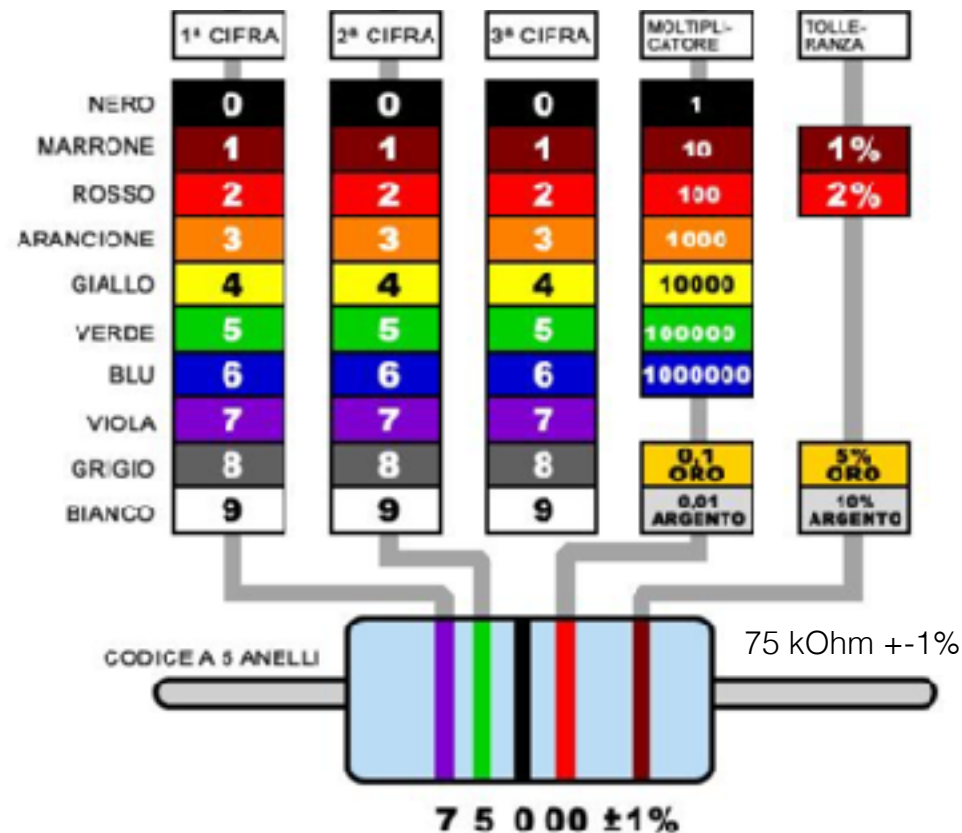 1ª CIFRA 2ª CIFRA 3ª CIFRA MOLTIPLI-
CATORE TOLLE-
RANZA
NERO 0 0 0 1
MARRONE 1 1 1 10 1%
ROSSO 2 2 2 100 2%
ARANCIONE 3 3 3 1000
GIALLO 4 4 4 10000
VERDE 5 5 5 100000
BLU 6 6 6 1000000
VIOLA 7 7 7
GRIGIO 8 8 8 0,1
ORO 5%
ORO
BIANCO 9 9 9 0,01
ARGENTO 10%
ARGENTO
CODICE A 5 ANELLI
75 kOhm +-1%
7 5 0 00 ±1%